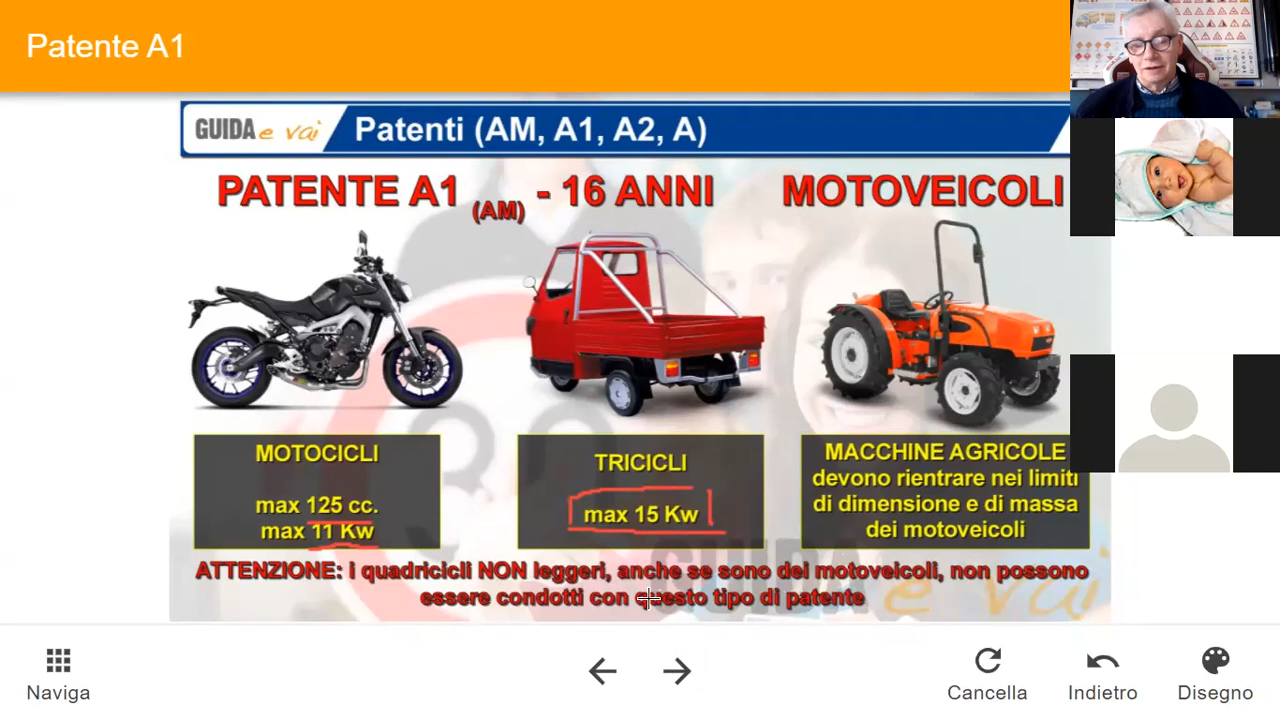 Patente A1
GUIDA e vai
Patenti (AM, A1, A2, A)
PATENTE A1 (AM) - 16 ANNI MOTOVEICOLI
MOTOCICLI
max 125 cc.
max 11 Kw
TRICICLI
max 15 Kw
MACCHINE AGRICOLE
devono rientrare nei limiti
di dimensione e di massa
dei motoveicoli
ATTENZIONE: i quadricicli NON leggeri, anche se sono dei motoveicoli, non possono
essere condotti con questo tipo di patente
GUIDA e vai
Naviga
Cancella
Indietro
Disegno